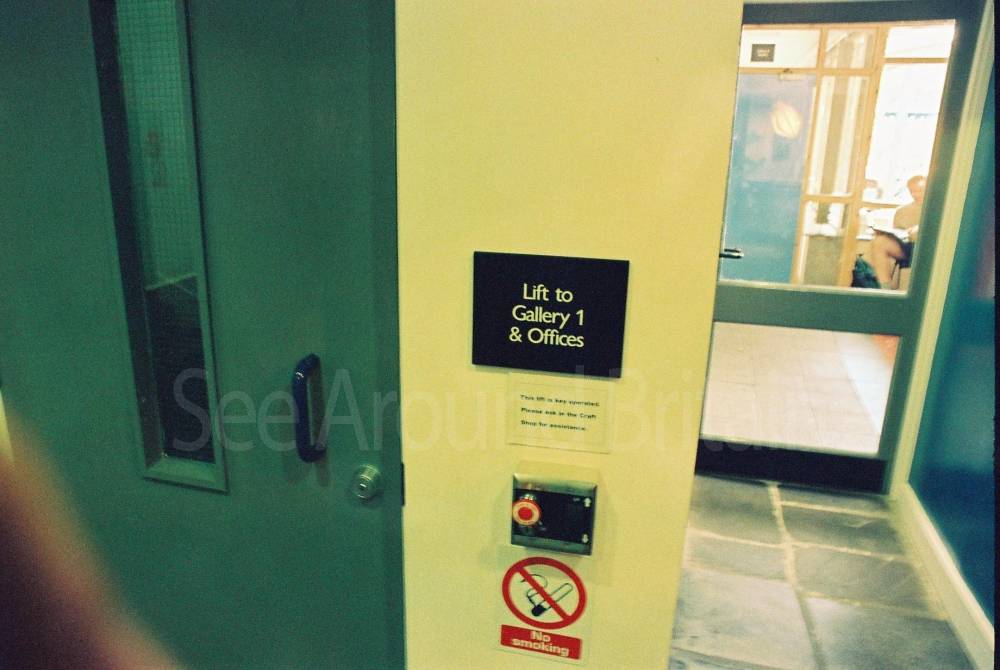 Lift to
Gallery 1
& Offices
This lift is key operated.
Please ask in the Craft
Shop for assistance.
No
smoking
See Around Brit